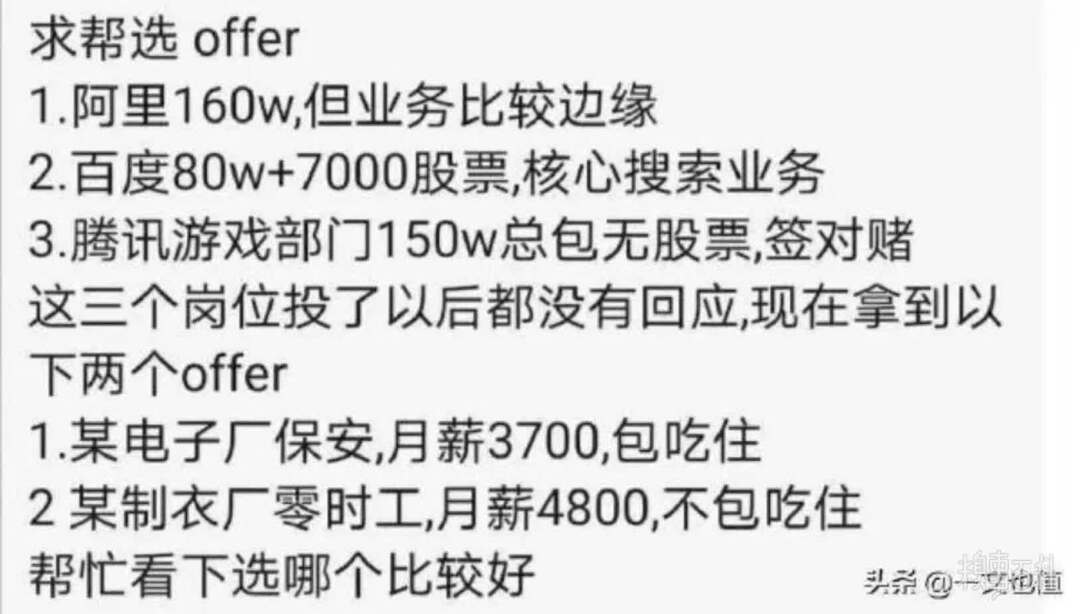 求帮选 offer
1.阿里160w,但业务比较边缘
2.百度80w+7000股票,核心搜索业务
3.腾讯游戏部门150w总包无股票,签对赌
这三个岗位投了以后都没有回应,现在拿到以
下两个offer
1.某电子厂保安,月薪3700,包吃住
2 某制衣厂零时工,月薪4800,不包吃住
帮忙看下选哪个比较好
头条 @一文也值